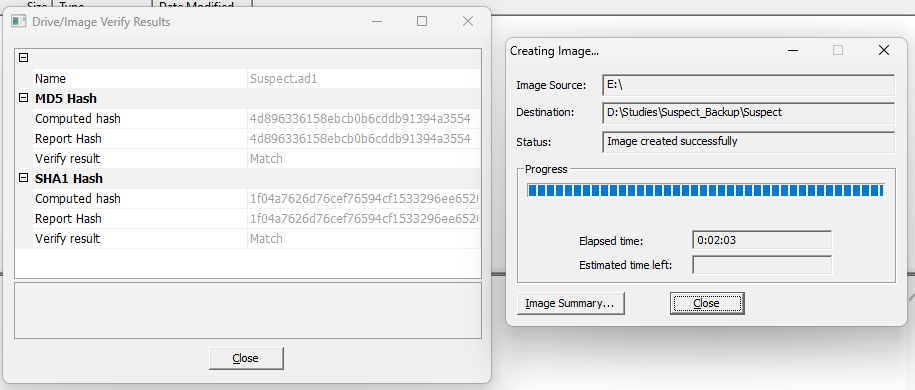 Size Type Date Modified
Drive/Image Verify Results
Name Suspect.ad1
MD5 Hash
Computed hash 4d896336158ebcb0b6cddb91394a3554
Report Hash 4d896336158ebcb0b6cddb91394a3554
Verify result Match
SHA1 Hash
Computed hash 1f04a7626d76cef76594cf1533296ee652
Report Hash 1f04a7626d76cef76594cf1533296ee652
Verify result Match
Close
Creating Image...
Image Source: E:\
Destination: D:\Studies\Suspect_Backup\Suspect
Status: Image created successfully
Progress
Elapsed time: 0:02:03
Estimated time left:
Image Summary... Close